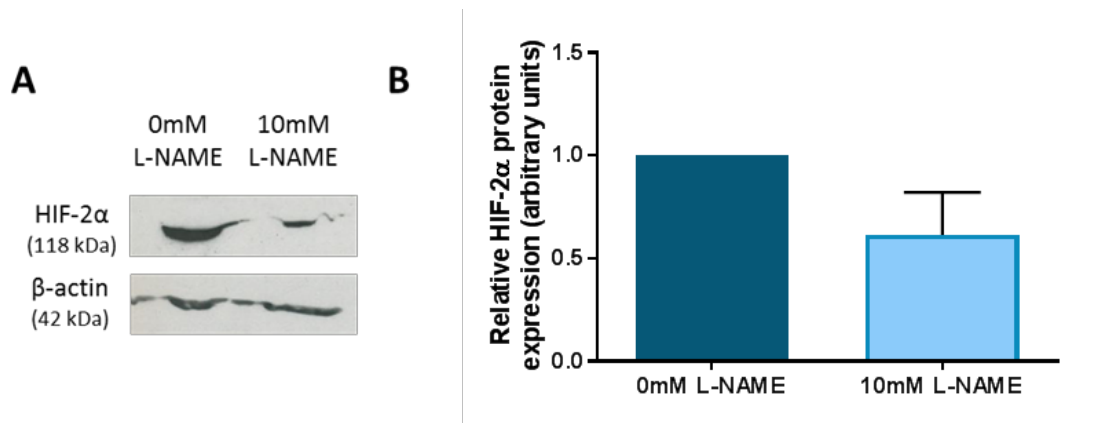 A
0mM
L-NAME
10mM
L-NAME
HIF-2α
(118 kDa)
β-actin
(42 kDa)
B
Relative HIF-2α protein
expression (arbitrary units)
1.5
1.0
0.5
0.0
0mM L-NAME
10mM L-NAME